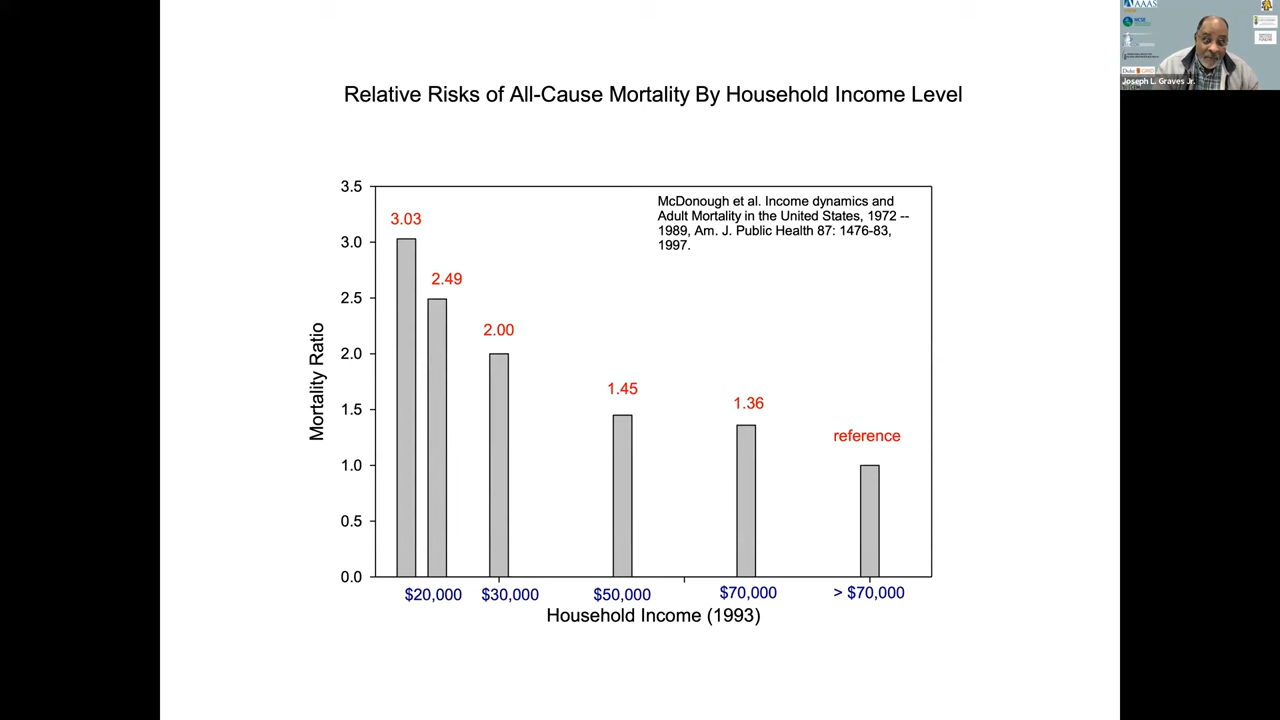 Relative Risks of All-Cause Mortality By Household Income Level
McDonough et al. Income dynamics and
Adult Mortality in the United States, 1972 --
1989, Am. J. Public Health 87: 1476-83,
1997.
3.5
3.0
2.5
2.0
1.5
1.0
0.5
0.0
Mortality Ratio
3.03
2.49
2.00
1.45
1.36
reference
$20,000 $30,000 $50,000 $70,000 > $70,000
Household Income (1993)
AAAS
NCSE
Duke
Joseph L. Graves Jr.